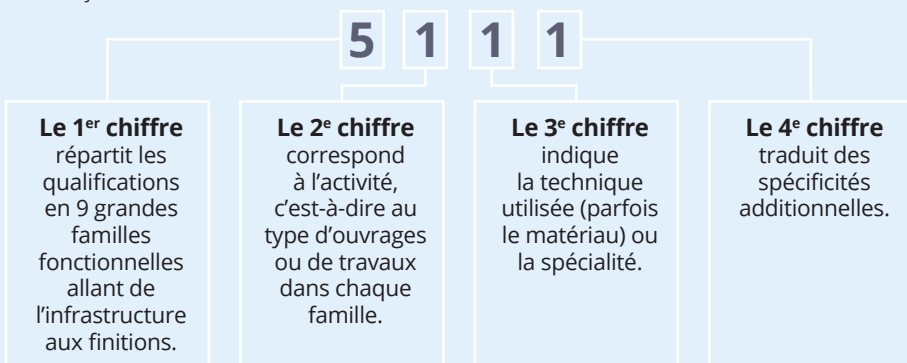 5 1 1 1
Le 1er chiffre
répartit les
qualifications
en 9 grandes
familles
fonctionnelles
allant de
l'infrastructure
aux finitions.
Le 2e chiffre
correspond
à l'activité,
c'est-à-dire au
type d'ouvrages
ou de travaux
dans chaque
famille.
Le 3e chiffre
indique
la technique
utilisée (parfois
le matériau) ou
la spécialité.
Le 4e chiffre
traduit des
spécificités
additionnelles.